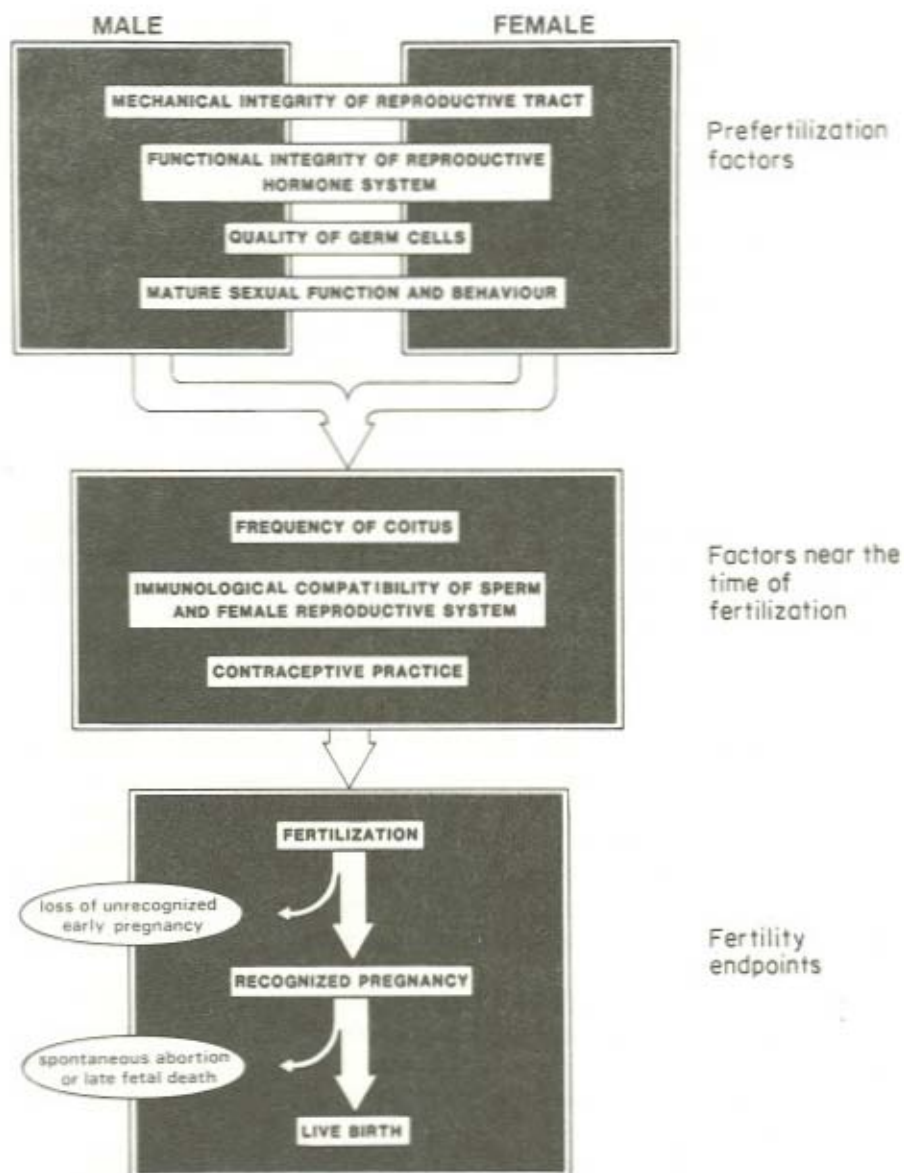 MALE
FEMALE
MECHANICAL INTEGRITY OF REPRODUCTIVE TRACT
FUNCTIONAL INTEGRITY OF REPRODUCTIVE
HORMONE SYSTEM
QUALITY OF GERM CELLS
MATURE SEXUAL FUNCTION AND BEHAVIOUR
Prefertilization
factors
FREQUENCY OF COITUS
IMMUNOLOGICAL COMPATIBILITY OF SPERM
AND FEMALE REPRODUCTIVE SYSTEM
CONTRACEPTIVE PRACTICE
Factors near the
time of
fertilization
FERTILIZATION
loss of unrecognized
early pregnancy
RECOGNIZED PREGNANCY
spontaneous abortion
or late fetal death
LIVE BIRTH
Fertility
endpoints